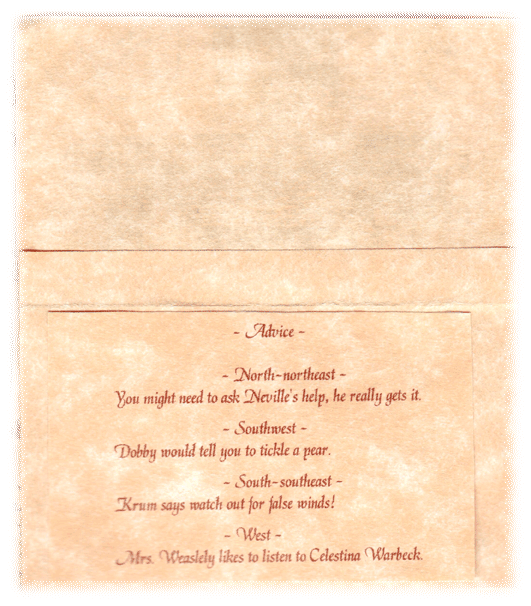 - Advice -
- North-northeast -
You might need to ask Neville's help, he really gets it.
- Southwest -
Dobby would tell you to tickle a pear.
- South-southeast -
Krum says watch out for false winds!
- West -
Mrs. Weaslely likes to listen to Celestina Warbeck.